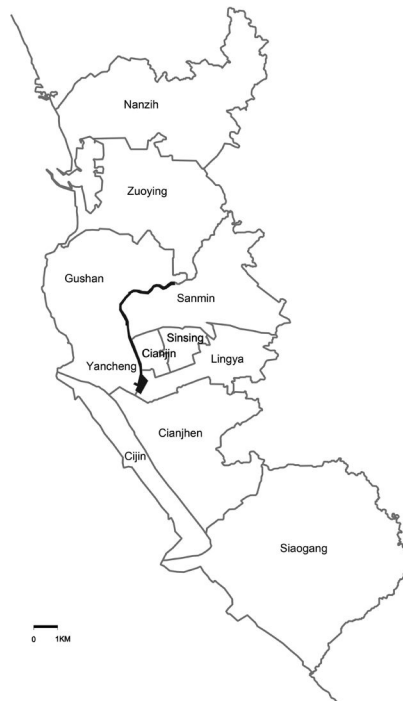 Nanzih
Zuoying
Gushan
Sanmin
Sinsing
Cianjin
Yancheng
Lingya
Cianjhen
Cijin
Siaogang
0 1KM